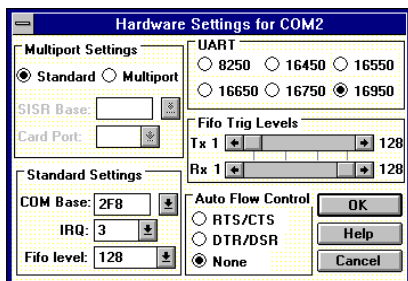 Hardware Settings for COM2
Multiport Settings
Standard Multiport
SISR Base:
Card Port:
UART
8250 16450 16550
16650 16750 16950
Fifo Trig Levels
Tx 1 128
Rx 1 128
Standard Settings
COM Base: 2F8
IRQ: 3
Fifo level: 128
Auto Flow Control
RTS/CTS
DTR/DSR
None
OK
Help
Cancel